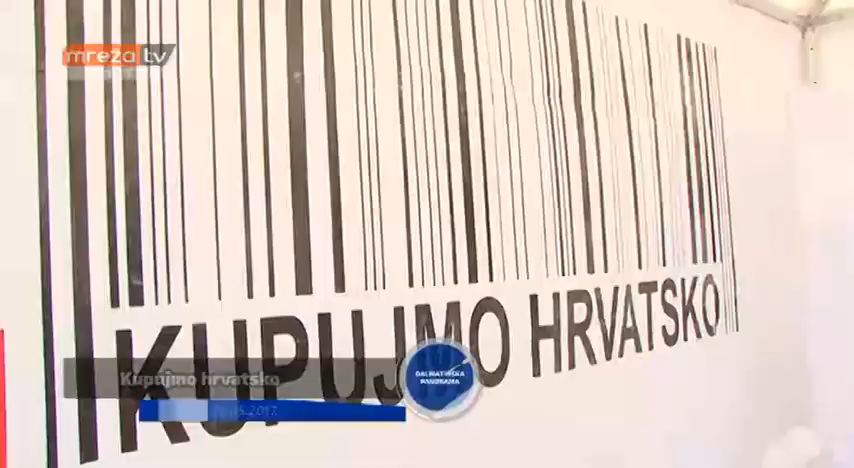 mreža tv
KUPUJMO HRVATSKO
Kupujmo hrvatsko
DALMATINSKA
PANORAMA